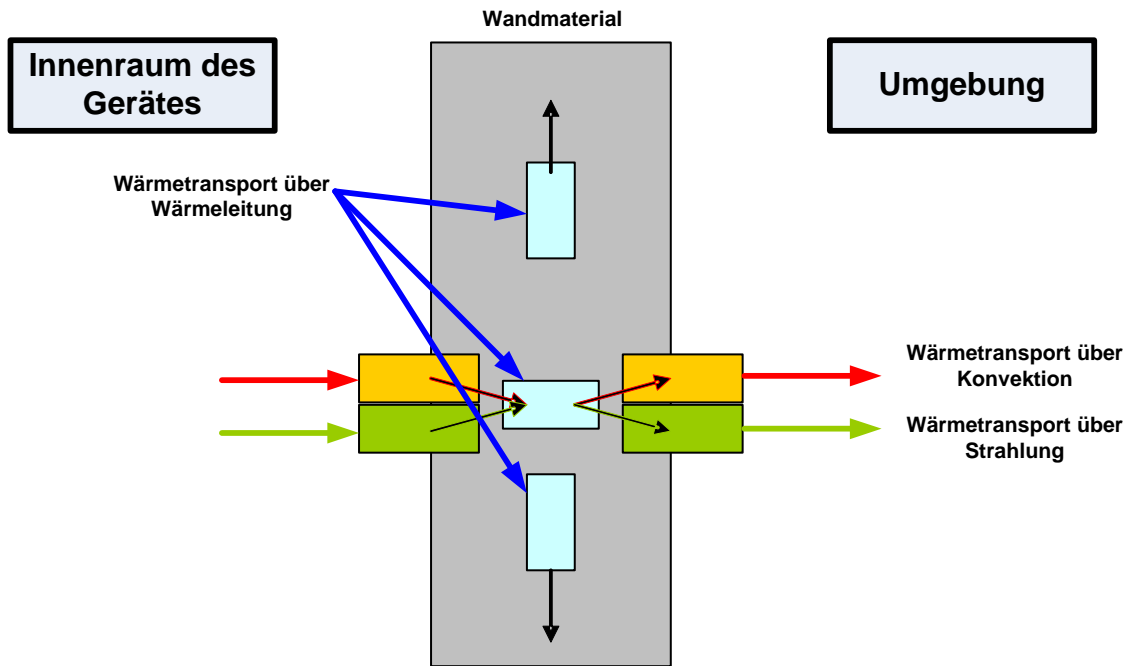 Wandmaterial
Innenraum des
Gerätes
Umgebung
Wärmetransport über
Wärmeleitung
Wärmetransport über
Konvektion
Wärmetransport über
Strahlung